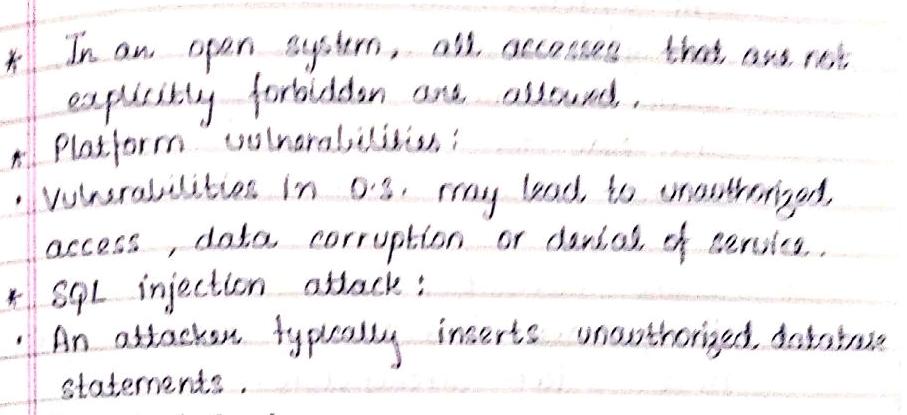 * In an open system, all accesses that are not
explicitly forbidden are allowed.
* Platform vulnerabilities :
• Vulnerabilities in O.S. may lead to unauthorized
access , data corruption or denial of service.
* SQL injection attack :
• An attacker typically inserts unauthorized database
statements .